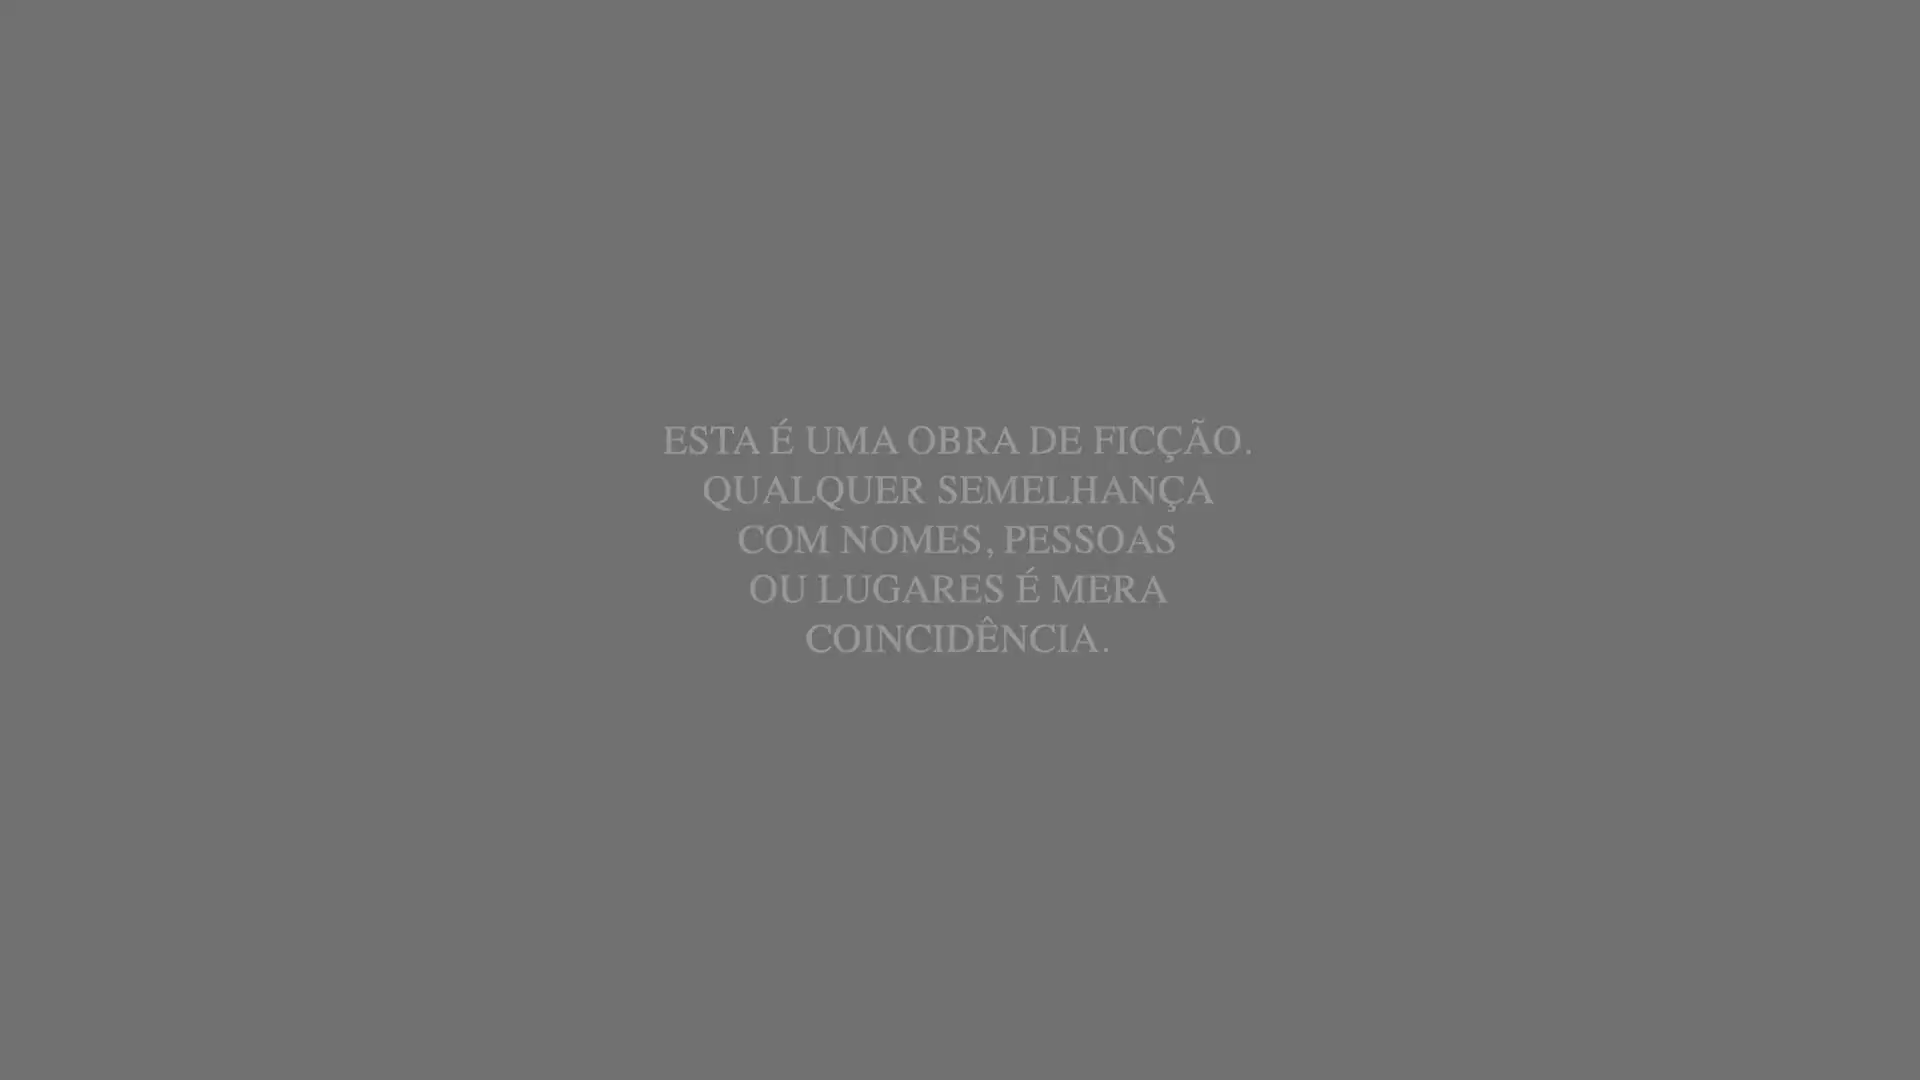 ESTA É UMA OBRA DE FICÇÃO.
QUALQUER SEMELHANÇA
COM NOMES, PESSOAS
OU LUGARES É MERA
COINCIDÊNCIA.